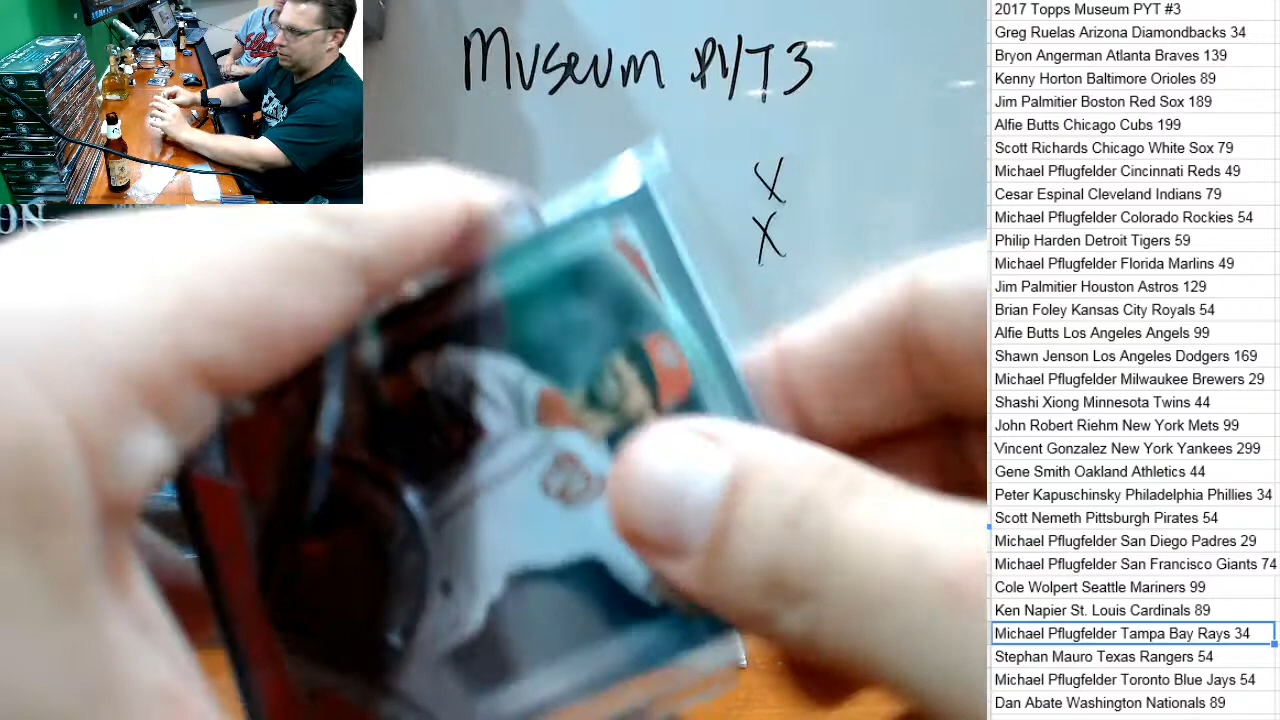 Museum PYT 3
X
X
ON
2017 Topps Museum PYT #3
Greg Ruelas Arizona Diamondbacks 34
Bryon Angerman Atlanta Braves 139
Kenny Horton Baltimore Orioles 89
Jim Palmitier Boston Red Sox 189
Alfie Butts Chicago Cubs 199
Scott Richards Chicago White Sox 79
Michael Pflugfelder Cincinnati Reds 49
Cesar Espinal Cleveland Indians 79
Michael Pflugfelder Colorado Rockies 54
Philip Harden Detroit Tigers 59
Michael Pflugfelder Florida Marlins 49
Jim Palmitier Houston Astros 129
Brian Foley Kansas City Royals 54
Alfie Butts Los Angeles Angels 99
Shawn Jenson Los Angeles Dodgers 169
Michael Pflugfelder Milwaukee Brewers 29
Shashi Xiong Minnesota Twins 44
John Robert Riehm New York Mets 99
Vincent Gonzalez New York Yankees 299
Gene Smith Oakland Athletics 44
Peter Kapuschinsky Philadelphia Phillies 34
Scott Nemeth Pittsburgh Pirates 54
Michael Pflugfelder San Diego Padres 29
Michael Pflugfelder San Francisco Giants 74
Cole Wolpert Seattle Mariners 99
Ken Napier St. Louis Cardinals 89
Michael Pflugfelder Tampa Bay Rays 34
Stephan Mauro Texas Rangers 54
Michael Pflugfelder Toronto Blue Jays 54
Dan Abate Washington Nationals 89